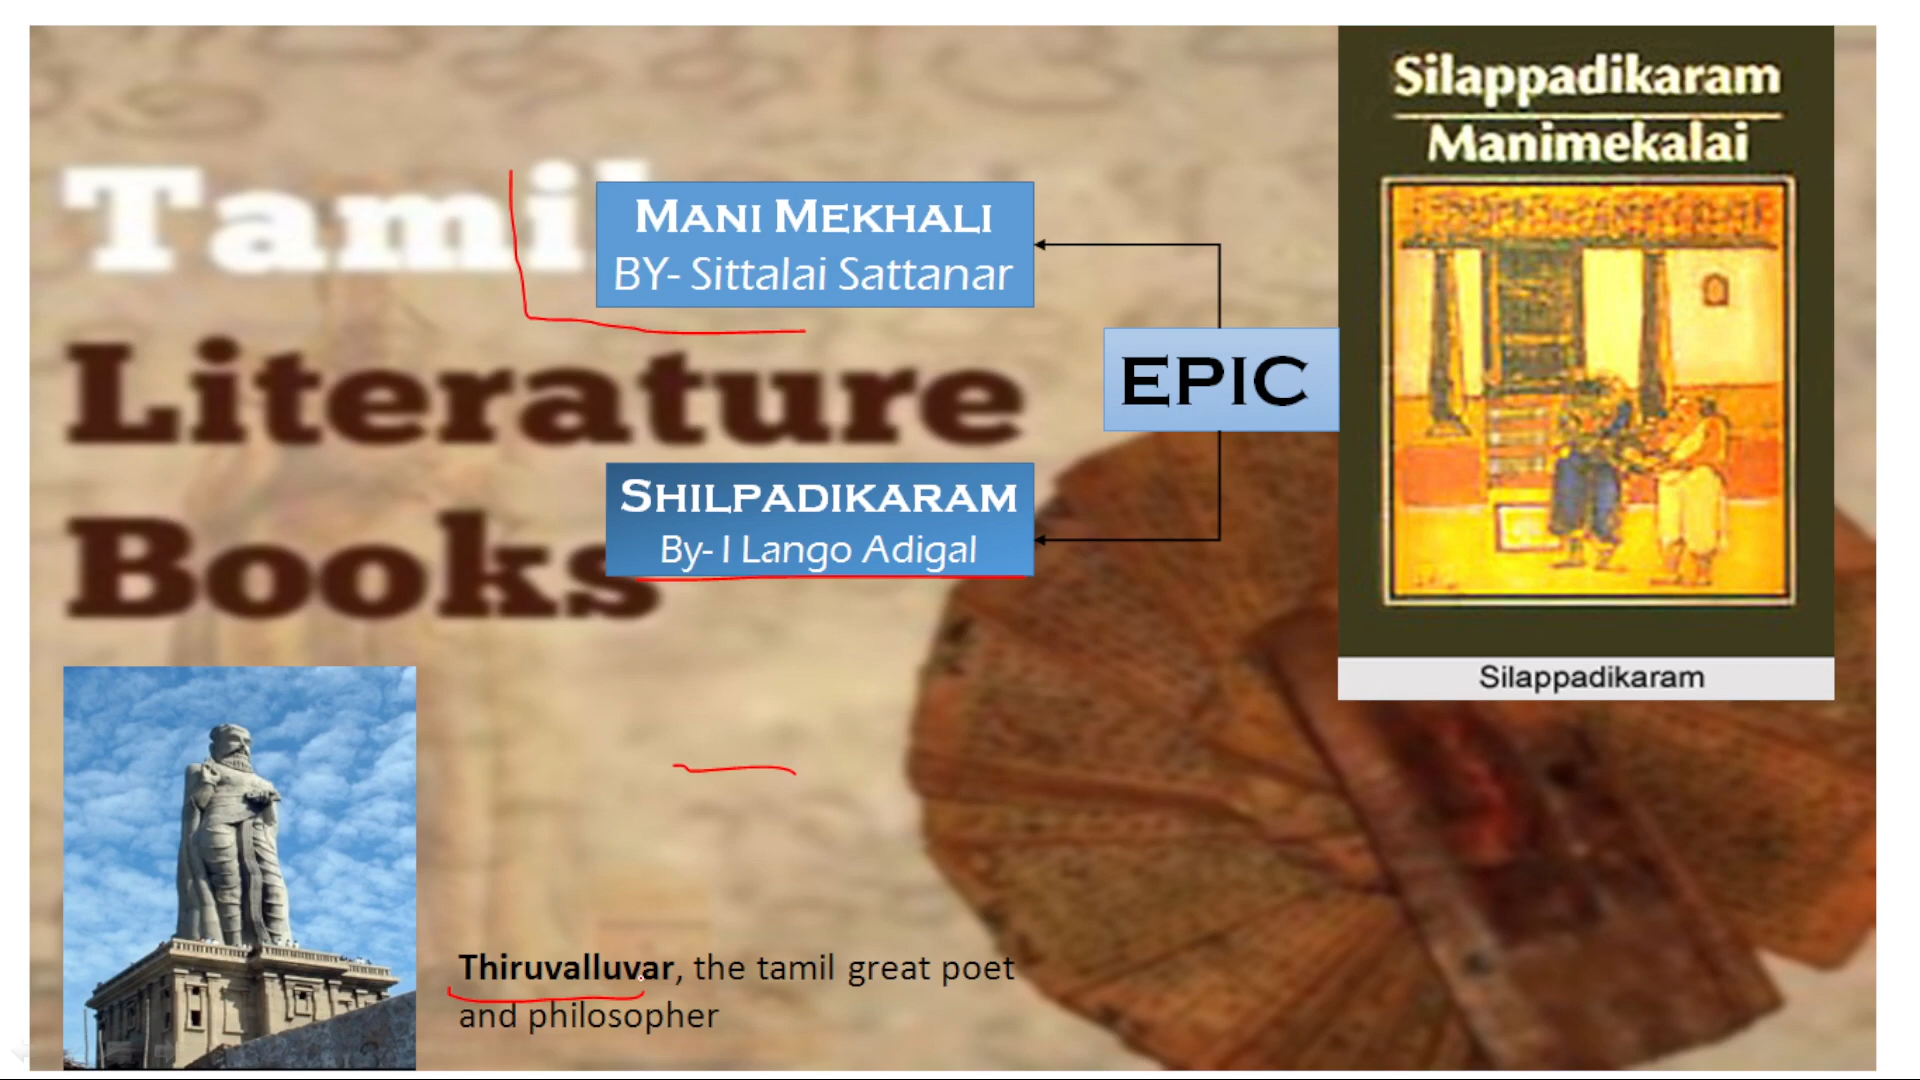 Tamil
Literature
Books
MANI MEKHALI
BY- Sittalai Sattanar
EPIC
SHILPADIKARAM
By- I Lango Adigal
Silappadikaram
Manimekalai
Silappadikaram
Thiruvalluvar, the tamil great poet
and philosopher